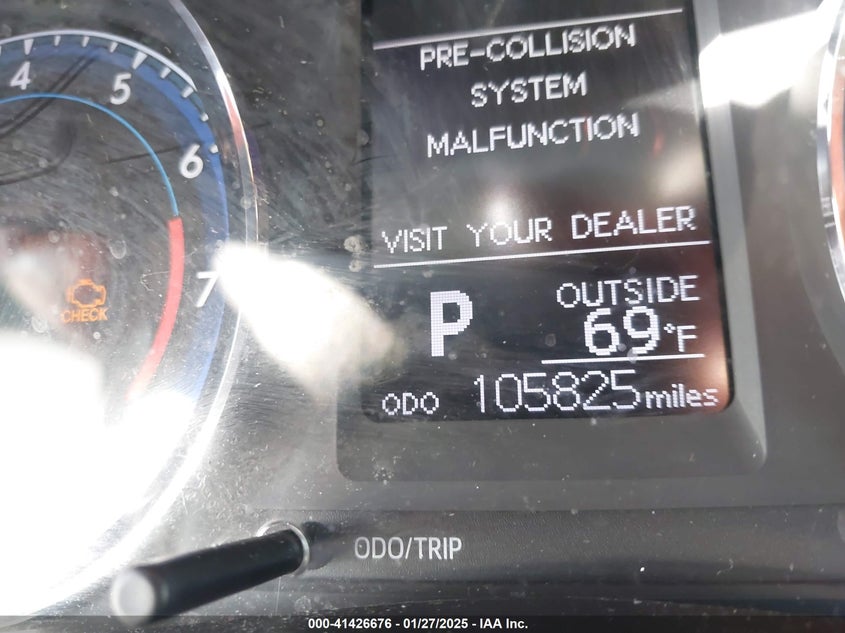 4
5
6
7
CHECK
PRE-COLLISION
SYSTEM
MALFUNCTION
VISIT YOUR DEALER
P
OUTSIDE
69°F
ODO 105825 miles
ODO/TRIP
000-41426676 - 01/27/2025 - IAA Inc.